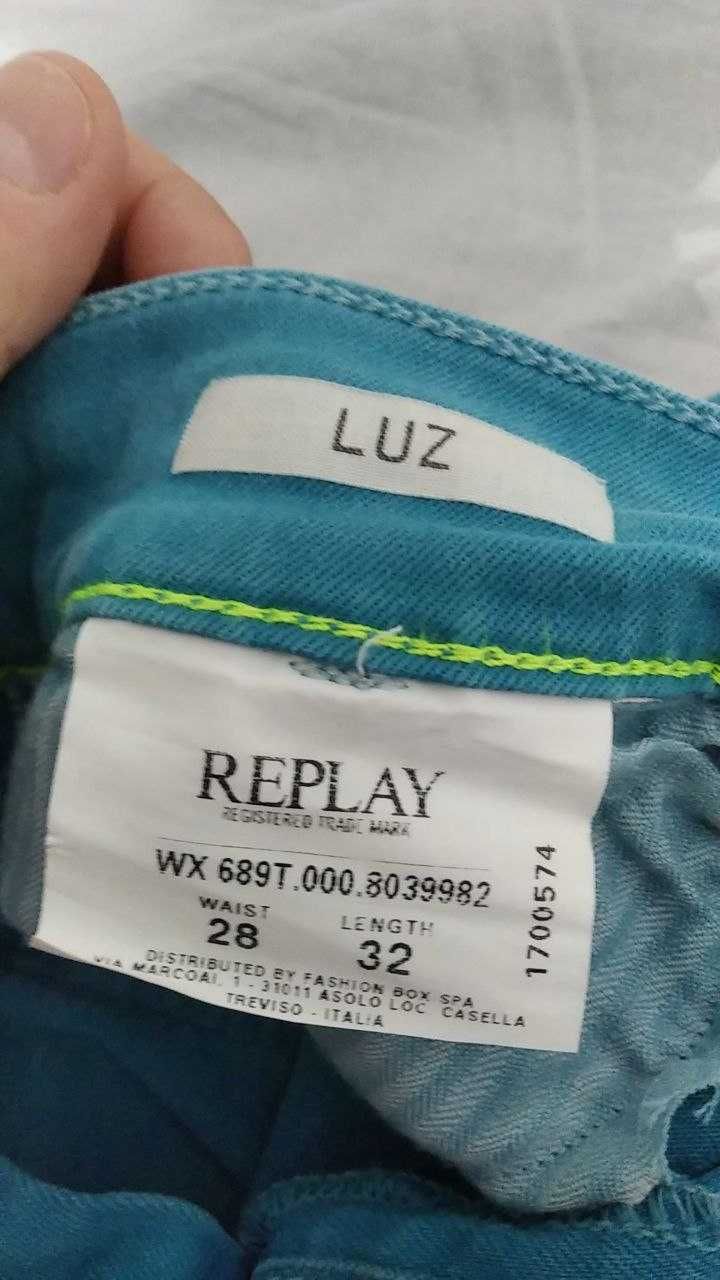 LUZ
REPLAY
REGISTERED TRADE MARK
WX 689T.000.8039982
WAIST LENGTH
28 32
DISTRIBUTED BY FASHION BOX SPA
VIA MARCOAI, 1 - 31011 ASOLO LOC CASELLA
TREVISO - ITALIA
1700574